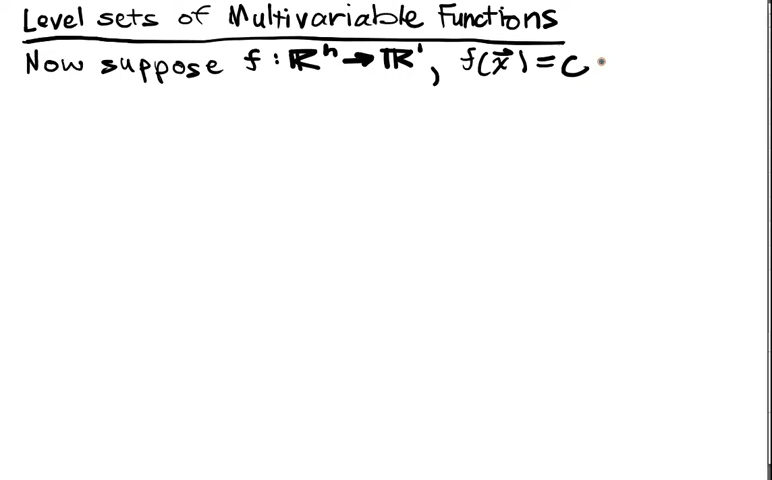 Level sets of Multivariable Functions
Now suppose f : ℝⁿ → ℝ¹, f(x⃗) = C